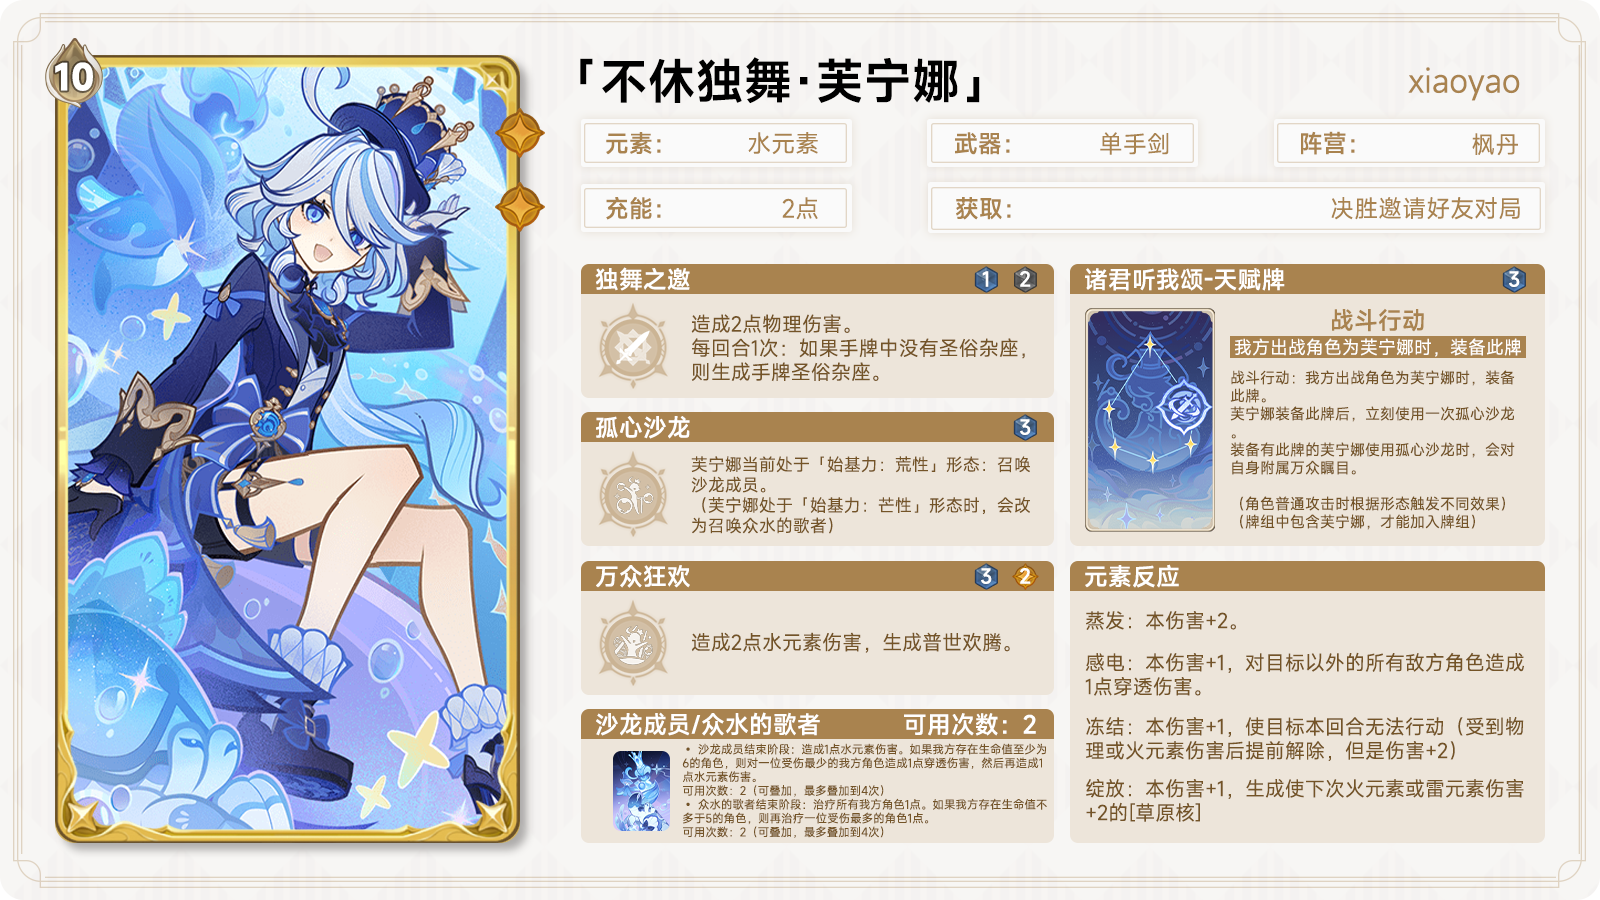 10
「不休独舞·芙宁娜」
xiaoyao
元素： 水元素
武器： 单手剑
阵营： 枫丹
充能： 2点
获取： 决胜邀请好友对局
独舞之邀 1 2
造成2点物理伤害。
每回合1次：如果手牌中没有圣俗杂座，
则生成手牌圣俗杂座。
孤心沙龙 3
芙宁娜当前处于「始基力：荒性」形态：召唤
沙龙成员。
（芙宁娜处于「始基力：芒性」形态时，会改
为召唤众水的歌者）
万众狂欢 3 2
造成2点水元素伤害，生成普世欢腾。
沙龙成员/众水的歌者 可用次数：2
• 沙龙成员结束阶段：造成1点水元素伤害。如果我方存在生命值至少为
6的角色，则对一位受伤最少的我方角色造成1点穿透伤害，然后再造成1
点水元素伤害。
可用次数：2（可叠加，最多叠加到4次）
• 众水的歌者结束阶段：治疗所有我方角色1点。如果我方存在生命值不
多于5的角色，则再治疗一位受伤最多的角色1点。
可用次数：2（可叠加，最多叠加到4次）
诸君听我颂-天赋牌 3
战斗行动
我方出战角色为芙宁娜时，装备此牌
战斗行动：我方出战角色为芙宁娜时，装备
此牌。
芙宁娜装备此牌后，立刻使用一次孤心沙龙
。
装备有此牌的芙宁娜使用孤心沙龙时，会对
自身附属万众瞩目。
（角色普通攻击时根据形态触发不同效果）
（牌组中包含芙宁娜，才能加入牌组）
元素反应
蒸发：本伤害+2。
感电：本伤害+1，对目标以外的所有敌方角色造成
1点穿透伤害。
冻结：本伤害+1，使目标本回合无法行动（受到物
理或火元素伤害后提前解除，但是伤害+2）
绽放：本伤害+1，生成使下次火元素或雷元素伤害
+2的[草原核]